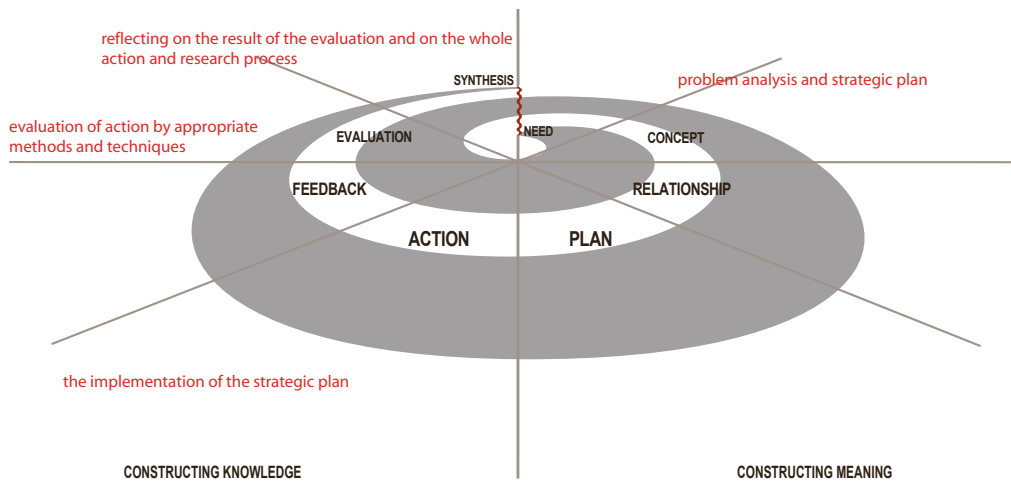 reflecting on the result of the evaluation and on the whole
action and research process
SYNTHESIS
problem analysis and strategic plan
evaluation of action by appropriate
methods and techniques
EVALUATION
NEED
CONCEPT
FEEDBACK
RELATIONSHIP
ACTION
PLAN
the implementation of the strategic plan
CONSTRUCTING KNOWLEDGE
CONSTRUCTING MEANING